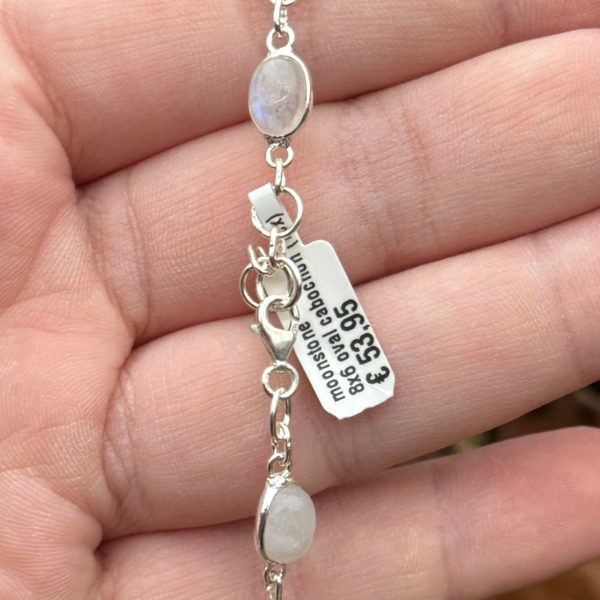 moonstone
8x6 oval cabochon
€ 53,95